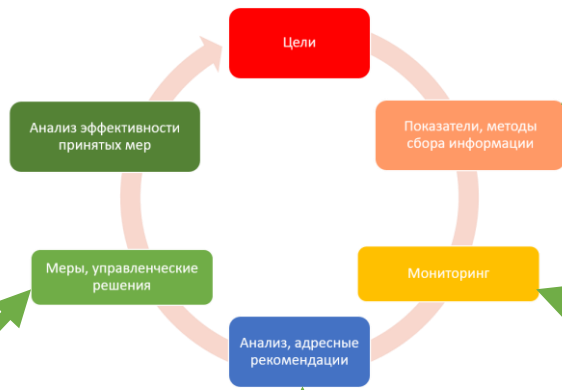 Цели
Показатели, методы
сбора информации
Мониторинг
Анализ, адресные
рекомендации
Меры, управленческие
решения
Анализ эффективности
принятых мер